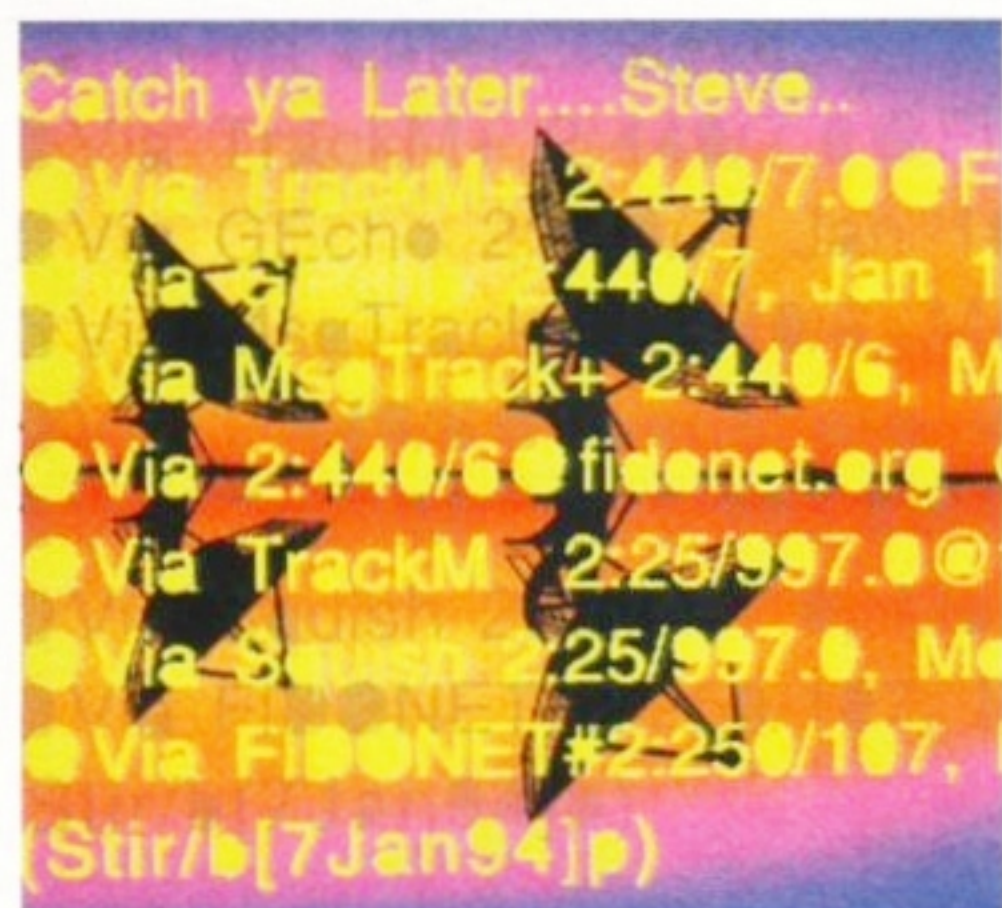 Catch ya Later....Steve..
@Via TrackM+ 2:440/7.0@F
@Via 2:440/7, Jan 1
@Via MsgTrack+ 2:440/6, M
@Via 2:440/6@fidonet.org
@Via TrackM 2:25/997.0@
@Via Squish 2:25/997.0, Mo
@Via FIDONET#2:250/107,
(Stir/b[7Jan94]p)